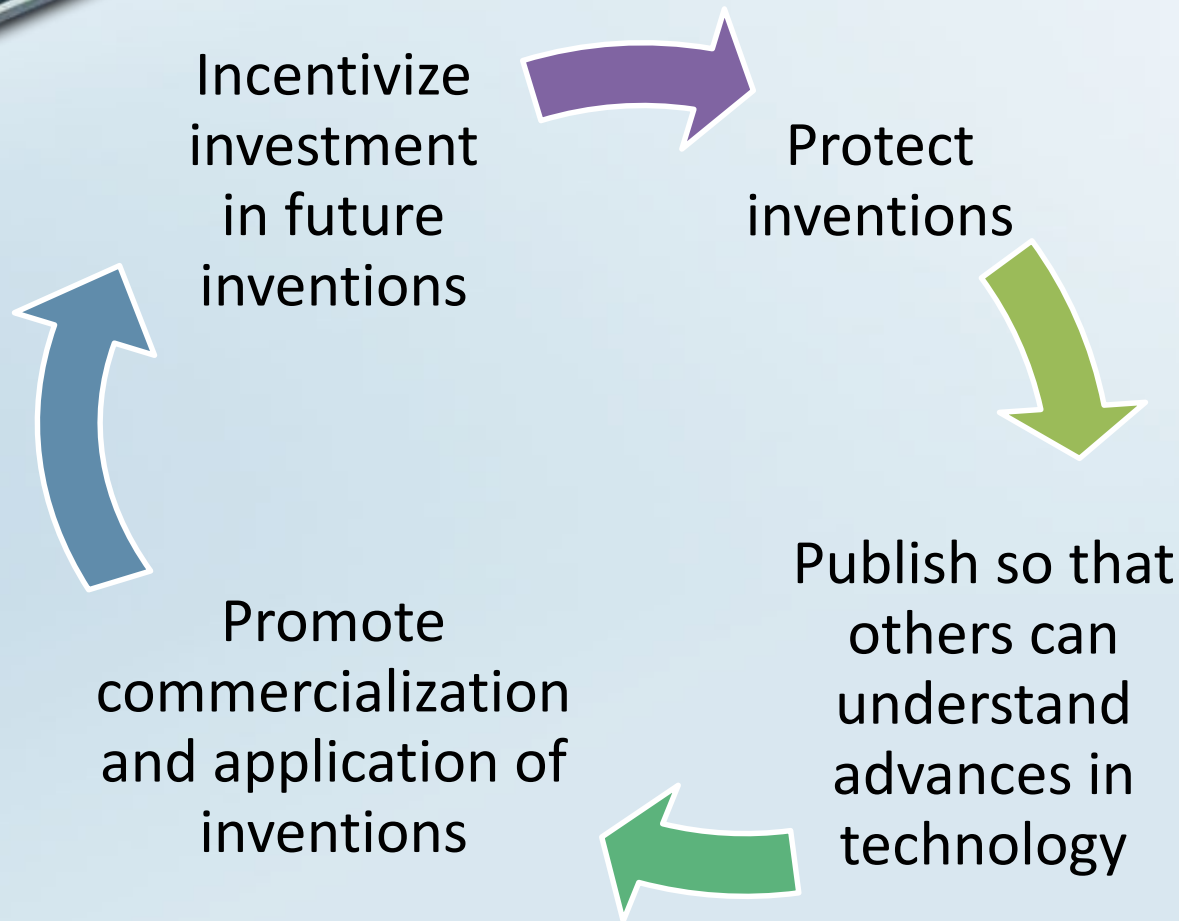 Incentivize
investment
in future
inventions
Protect
inventions
Publish so that
others can
understand
advances in
technology
Promote
commercialization
and application of
inventions